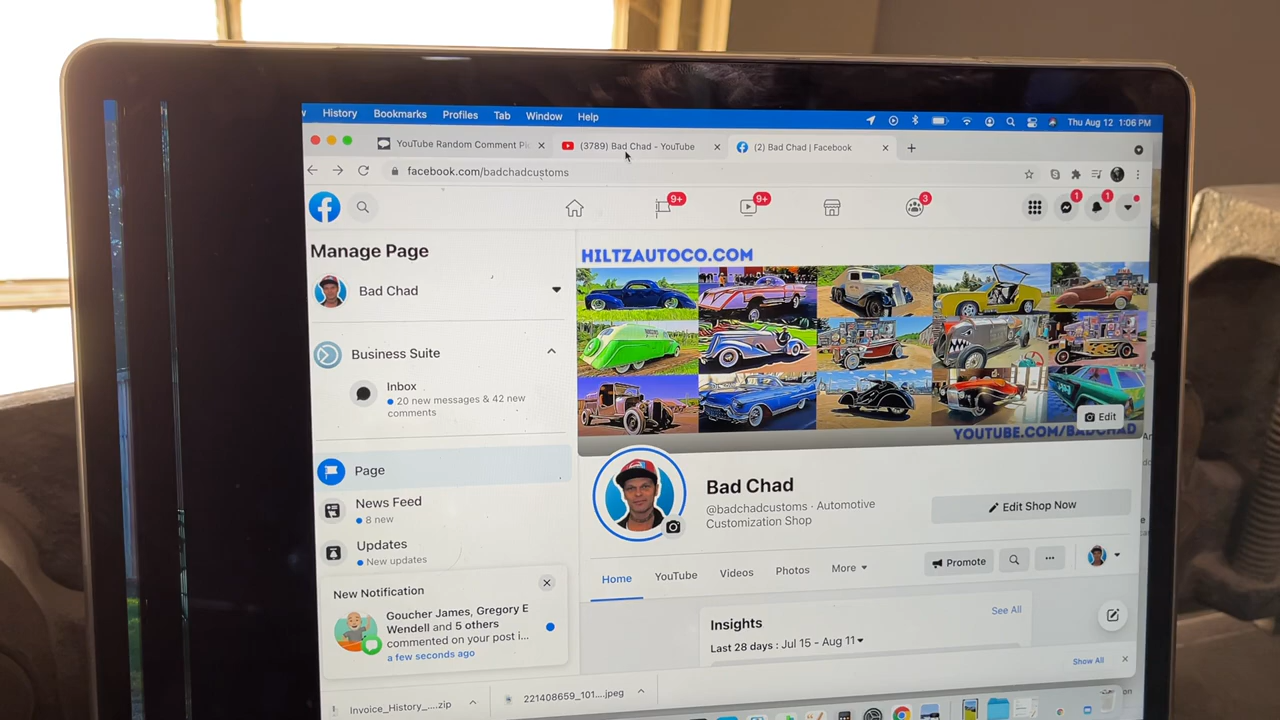 History Bookmarks Profiles Tab Window Help Thu Aug 12 1:06 PM
YouTube Random Comment Pi
(3789) Bad Chad - YouTube
(2) Bad Chad | Facebook
facebook.com/badchadcustoms
9+
9+
3
1
1
Manage Page
Bad Chad
Business Suite
Inbox
20 new messages & 42 new
comments
Page
News Feed
8 new
Updates
New updates
New Notification
Goucher James, Gregory E
Wendell and 5 others
commented on your post i...
a few seconds ago
HILTZAUTOCO.COM
Edit
YOUTUBE.COM/BADCHAD
Bad Chad
@badchadcustoms · Automotive
Customization Shop
Edit Shop Now
Home YouTube Videos Photos More
Promote
Insights
See All
Last 28 days : Jul 15 - Aug 11
Show All
Invoice_History_....zip
221408659_101....jpeg